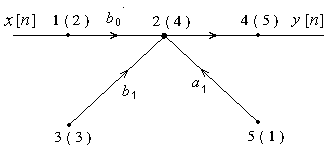 x[n] 1(2) b₀ 2(4) 4(5) y[n]
b₁ a₁
3(3) 5(1)